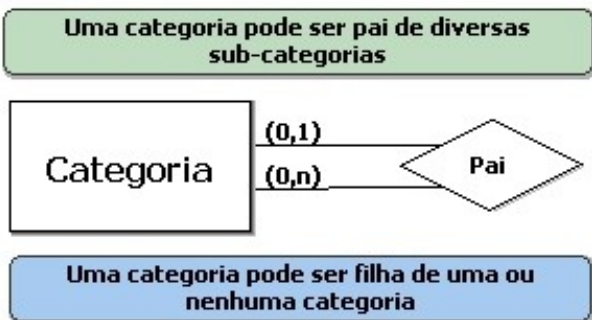 Uma categoria pode ser pai de diversas
sub-categorias
(0,1)
Categoria
Pai
(0,n)
Uma categoria pode ser filha de uma ou
nenhuma categoria